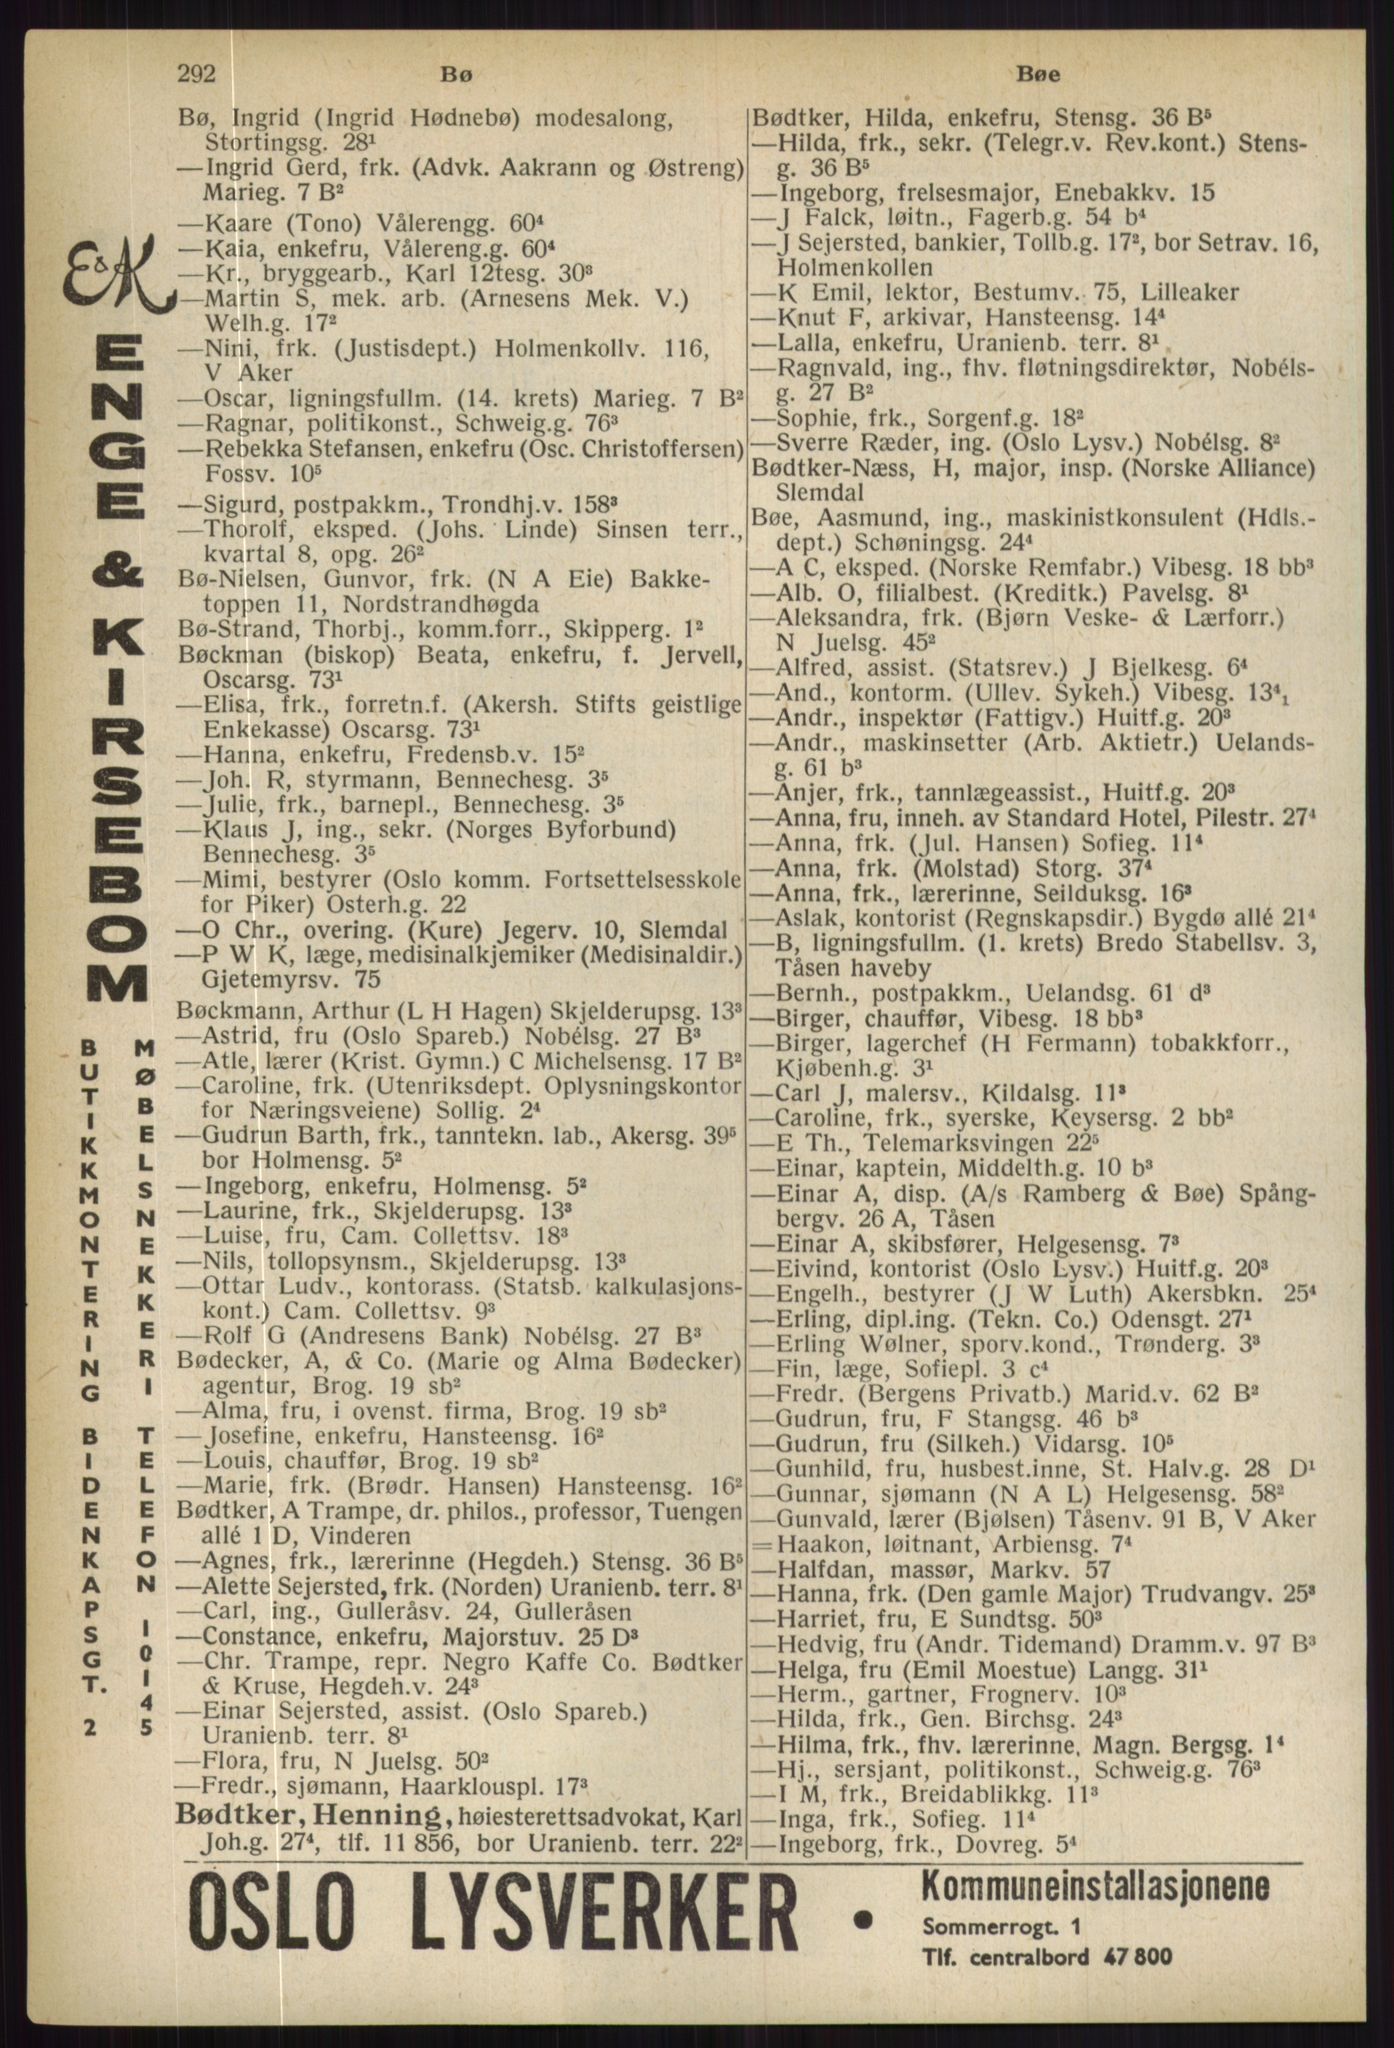 292
Bø
Bøe
Bø, Ingrid (Ingrid Hødnebø) modesalong,
Stortingsg. 28¹
—Ingrid Gerd, frk. (Advk. Aakrann og Østreng)
Marieg. 7 B²
—Kaare (Tono) Vålerengg. 60⁴
—Kaia, enkefru, Vålereng.g. 60⁴
—Kr., bryggearb., Karl 12tesg. 30³
—Martin S, mek. arb. (Arnesens Mek. V.)
Welh.g. 17²
—Nini, frk. (Justisdept.) Holmenkollv. 116,
V Aker
—Oscar, ligningsfullm. (14. krets) Marieg. 7 B²
—Ragnar, politikonst., Schweig.g. 76³
—Rebekka Stefansen, enkefru (Osc. Christoffersen)
Fossv. 10⁵
—Sigurd, postpakkm., Trondhj.v. 158³
—Thorolf, eksped. (Johs. Linde) Sinsen terr.,
kvartal 8, opg. 26²
Bø-Nielsen, Gunvor, frk. (N A Eie) Bakke-
toppen 11, Nordstrandhøgda
Bø-Strand, Thorbj., komm.forr., Skipperg. 1²
Bøckman (biskop) Beata, enkefru, f. Jervell,
Oscarsg. 73¹
—Elisa, frk., forretn.f. (Akersh. Stifts geistlige
Enkekasse) Oscarsg. 73¹
—Hanna, enkefru, Fredensb.v. 15²
—Joh. R, styrmann, Bennechesg. 3⁵
—Julie, frk., barnepl., Bennechesg. 3⁵
—Klaus J, ing., sekr. (Norges Byforbund)
Bennechesg. 3⁵
—Mimi, bestyrer (Oslo komm. Fortsettelsesskole
for Piker) Osterh.g. 22
—O Chr., overing. (Kure) Jegerv. 10, Slemdal
—P W K, læge, medisinalkjemiker (Medisinaldir.)
Gjetemyrsv. 75
Bøckmann, Arthur (L H Hagen) Skjelderupsg. 13³
—Astrid, fru (Oslo Spareb.) Nobélsg. 27 B³
—Atle, lærer (Krist. Gymn.) C Michelsensg. 17 B²
—Caroline, frk. (Utenriksdept. Oplysningskontor
for Næringsveiene) Sollig. 2⁴
—Gudrun Barth, frk., tanntekn. lab., Akersg. 39⁵
bor Holmensg. 5²
—Ingeborg, enkefru, Holmensg. 5²
—Laurine, frk., Skjelderupsg. 13³
—Luise, fru, Cam. Collettsv. 18³
—Nils, tollopsynsm., Skjelderupsg. 13³
—Ottar Ludv., kontorass. (Statsb. kalkulasjons-
kont.) Cam. Collettsv. 9³
—Rolf G (Andresens Bank) Nobélsg. 27 B³
Bødecker, A, & Co. (Marie og Alma Bødecker)
agentur, Brog. 19 sb²
—Alma, fru, i ovenst. firma, Brog. 19 sb²
—Josefine, enkefru, Hansteensg. 16²
—Louis, chauffør, Brog. 19 sb²
—Marie, frk. (Brødr. Hansen) Hansteensg. 16²
Bødtker, A Trampe, dr. philos., professor, Tuengen
allé 1 D, Vinderen
—Agnes, frk., lærerinne (Hegdeh.) Stensg. 36 B⁵
—Alette Sejersted, frk. (Norden) Uranienb. terr. 8¹
—Carl, ing., Gulleråsv. 24, Gulleråsen
—Constance, enkefru, Majorstuv. 25 D³
—Chr. Trampe, repr. Negro Kaffe Co. Bødtker
& Kruse, Hegdeh.v. 24³
—Einar Sejersted, assist. (Oslo Spareb.)
Uranienb. terr. 8¹
—Flora, fru, N Juelsg. 50²
—Fredr., sjømann, Haarklouspl. 17³
Bødtker, Henning, høiesterettsadvokat, Karl
Joh.g. 27⁴, tlf. 11 856, bor Uranienb. terr. 22²
Bødtker, Hilda, enkefru, Stensg. 36 B⁵
—Hilda, frk., sekr. (Telegr.v. Rev.kont.) Stens-
g. 36 B⁵
—Ingeborg, frelsesmajor, Enebakkv. 15
—J Falck, løitn., Fagerb.g. 54 b⁴
—J Sejersted, bankier, Tollb.g. 17², bor Setrav. 16,
Holmenkollen
—K Emil, lektor, Bestumv. 75, Lilleaker
—Knut F, arkivar, Hansteensg. 14⁴
—Lalla, enkefru, Uranienb. terr. 8¹
—Ragnvald, ing., fhv. fløtningsdirektør, Nobéls-
g. 27 B²
—Sophie, frk., Sorgenf.g. 18²
—Sverre Ræder, ing. (Oslo Lysv.) Nobélsg. 8²
Bødtker-Næss, H, major, insp. (Norske Alliance)
Slemdal
Bøe, Aasmund, ing., maskinistkonsulent (Hdls.-
dept.) Schøningsg. 24⁴
—A C, eksped. (Norske Remfabr.) Vibesg. 18 bb³
—Alb. O, filialbest. (Kreditk.) Pavelsg. 8¹
—Aleksandra, frk. (Bjørn Veske- & Lærforr.)
N Juelsg. 45²
—Alfred, assist. (Statsrev.) J Bjelkesg. 6⁴
—And., kontorm. (Ullev. Sykeh.) Vibesg. 13⁴₁
—Andr., inspektør (Fattigv.) Huitf.g. 20³
—Andr., maskinsetter (Arb. Aktietr.) Uelands-
g. 61 b³
—Anjer, frk., tannlægeassist., Huitf.g. 20³
—Anna, fru, inneh. av Standard Hotel, Pilestr. 27⁴
—Anna, frk. (Jul. Hansen) Sofieg. 11⁴
—Anna, frk. (Molstad) Storg. 37⁴
—Anna, frk., lærerinne, Seilduksg. 16³
—Aslak, kontorist (Regnskapsdir.) Bygdø allé 21⁴
—B, ligningsfullm. (1. krets) Bredo Stabellsv. 3,
Tåsen haveby
—Bernh., postpakkm., Uelandsg. 61 d³
—Birger, chauffør, Vibesg. 18 bb³
—Birger, lagerchef (H Fermann) tobakkforr.,
Kjøbenh.g. 3¹
—Carl J, malersv., Kildalsg. 11³
—Caroline, frk., syerske, Keysersg. 2 bb²
—E Th., Telemarksvingen 22⁵
—Einar, kaptein, Middelth.g. 10 b³
—Einar A, disp. (A/s Ramberg & Bøe) Spång-
bergv. 26 A, Tåsen
—Einar A, skibsfører, Helgesensg. 7³
—Eivind, kontorist (Oslo Lysv.) Huitf.g. 20³
—Engelh., bestyrer (J W Luth) Akersbkn. 25⁴
—Erling, dipl.ing. (Tekn. Co.) Odensgt. 27¹
—Erling Wølner, sporv.kond., Trønderg. 3³
—Fin, læge, Sofiepl. 3 c⁴
—Fredr. (Bergens Privatb.) Marid.v. 62 B²
—Gudrun, fru, F Stangsg. 46 b³
—Gudrun, fru (Silkeh.) Vidarsg. 10⁵
—Gunhild, fru, husbest.inne, St. Halv.g. 28 D¹
—Gunnar, sjømann (N A L) Helgesensg. 58²
—Gunvald, lærer (Bjølsen) Tåsenv. 91 B, V Aker
=Haakon, løitnant, Arbiensg. 7⁴
—Halfdan, massør, Markv. 57
—Hanna, frk. (Den gamle Major) Trudvangv. 25³
—Harriet, fru, E Sundtsg. 50³
—Hedvig, fru (Andr. Tidemand) Dramm.v. 97 B³
—Helga, fru (Emil Moestue) Langg. 31¹
—Herm., gartner, Frognerv. 10³
—Hilda, frk., Gen. Birchsg. 24³
—Hilma, frk., fhv. lærerinne, Magn. Bergsg. 1⁴
—Hj., sersjant, politikonst., Schweig.g. 76³
—I M, frk., Breidablikkg. 11³
—Inga, frk., Sofieg. 11⁴
—Ingeborg, frk., Dovreg. 5⁴
E&K
ENGE & KIRSEBOM
BUTIKKMONTERING BIDENKAPSGT. 2
MØBELSNEKKERI TELEFON 10145
OSLO LYSVERKER •
Kommuneinstallasjonene
Sommerrogt. 1
Tlf. centralbord 47 800